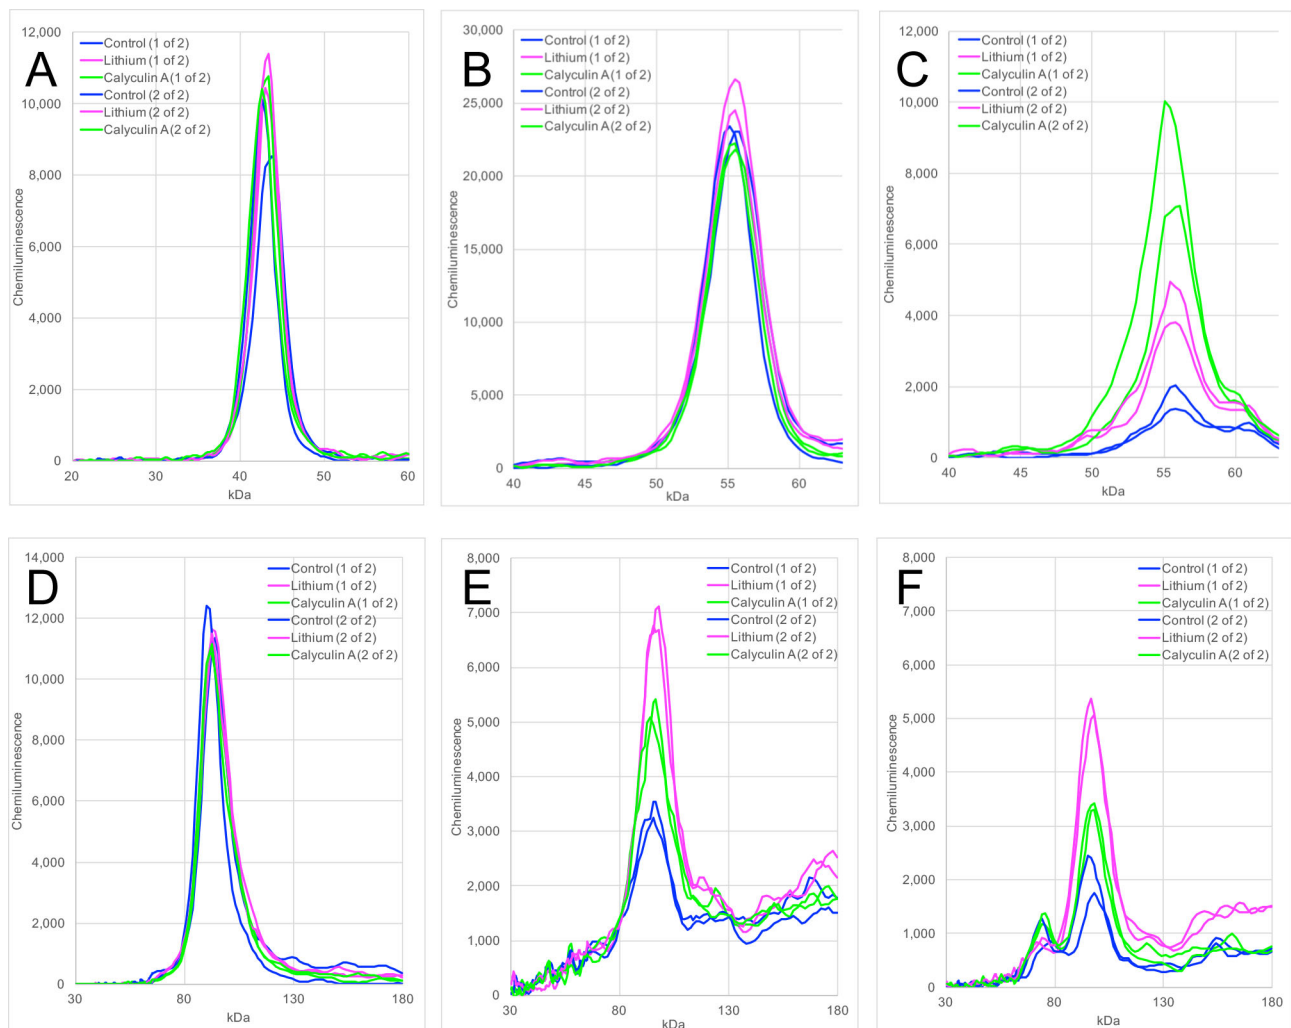 A
12,000
10,000
8,000
6,000
4,000
2,000
0
Chemiluminescence
Control (1 of 2)
Lithium (1 of 2)
Calyculin A (1 of 2)
Control (2 of 2)
Lithium (2 of 2)
Calyculin A (2 of 2)
20 30 40 50 60
kDa
B
30,000
25,000
20,000
15,000
10,000
5,000
0
Chemiluminescence
Control (1 of 2)
Lithium (1 of 2)
Calyculin A (1 of 2)
Control (2 of 2)
Lithium (2 of 2)
Calyculin A (2 of 2)
40 45 50 55 60
kDa
C
12,000
10,000
8,000
6,000
4,000
2,000
0
Chemiluminescence
Control (1 of 2)
Lithium (1 of 2)
Calyculin A (1 of 2)
Control (2 of 2)
Lithium (2 of 2)
Calyculin A (2 of 2)
40 45 50 55 60
kDa
D
14,000
12,000
10,000
8,000
6,000
4,000
2,000
0
Chemiluminescence
Control (1 of 2)
Lithium (1 of 2)
Calyculin A (1 of 2)
Control (2 of 2)
Lithium (2 of 2)
Calyculin A (2 of 2)
30 80 130 180
kDa
E
8,000
7,000
6,000
5,000
4,000
3,000
2,000
1,000
0
Chemiluminescence
Control (1 of 2)
Lithium (1 of 2)
Calyculin A (1 of 2)
Control (2 of 2)
Lithium (2 of 2)
Calyculin A (2 of 2)
30 80 130 180
kDa
F
8,000
7,000
6,000
5,000
4,000
3,000
2,000
1,000
0
Chemiluminescence
Control (1 of 2)
Lithium (1 of 2)
Calyculin A (1 of 2)
Control (2 of 2)
Lithium (2 of 2)
Calyculin A (2 of 2)
30 80 130 180
kDa